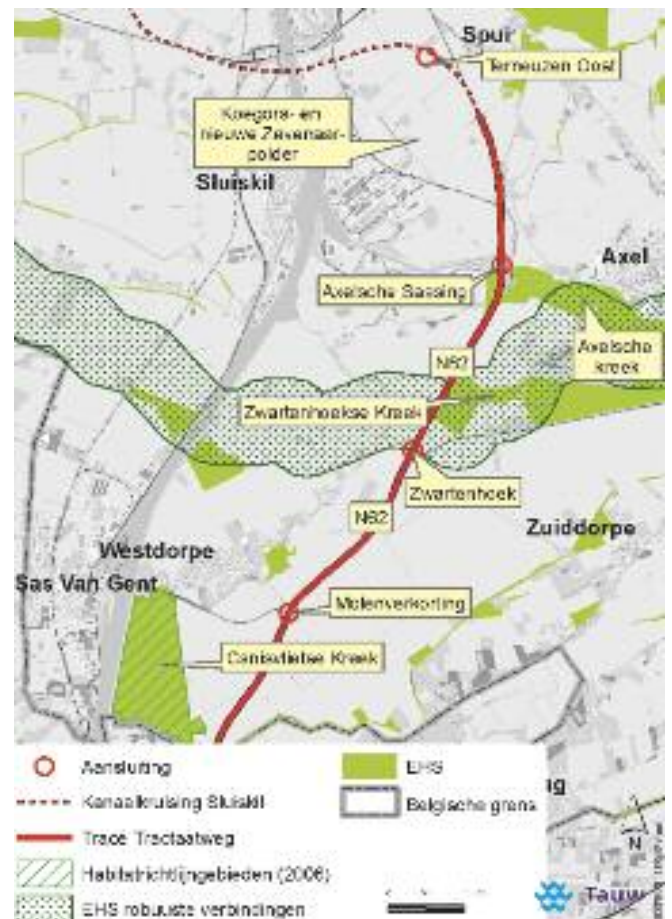 Spui
Terneuzen Oost
Koegors- en
nieuwe Zevenaar-
polder
Sluiskil
Axel
Axelsche Sassing
Axelsche
kreek
N62
Zwartenhoekse Kreek
Zwartenhoek
N62
Zuiddorpe
Westdorpe
Sas Van Gent
Molenverkorting
Canisvlietse Kreek
Aansluiting
EHS
Kanaalkruising Sluiskil
Belgische grens
Trace Tractaatweg
Habitatrichtlijngebieden (2006)
N
Tauw
EHS robuuste verbindingen